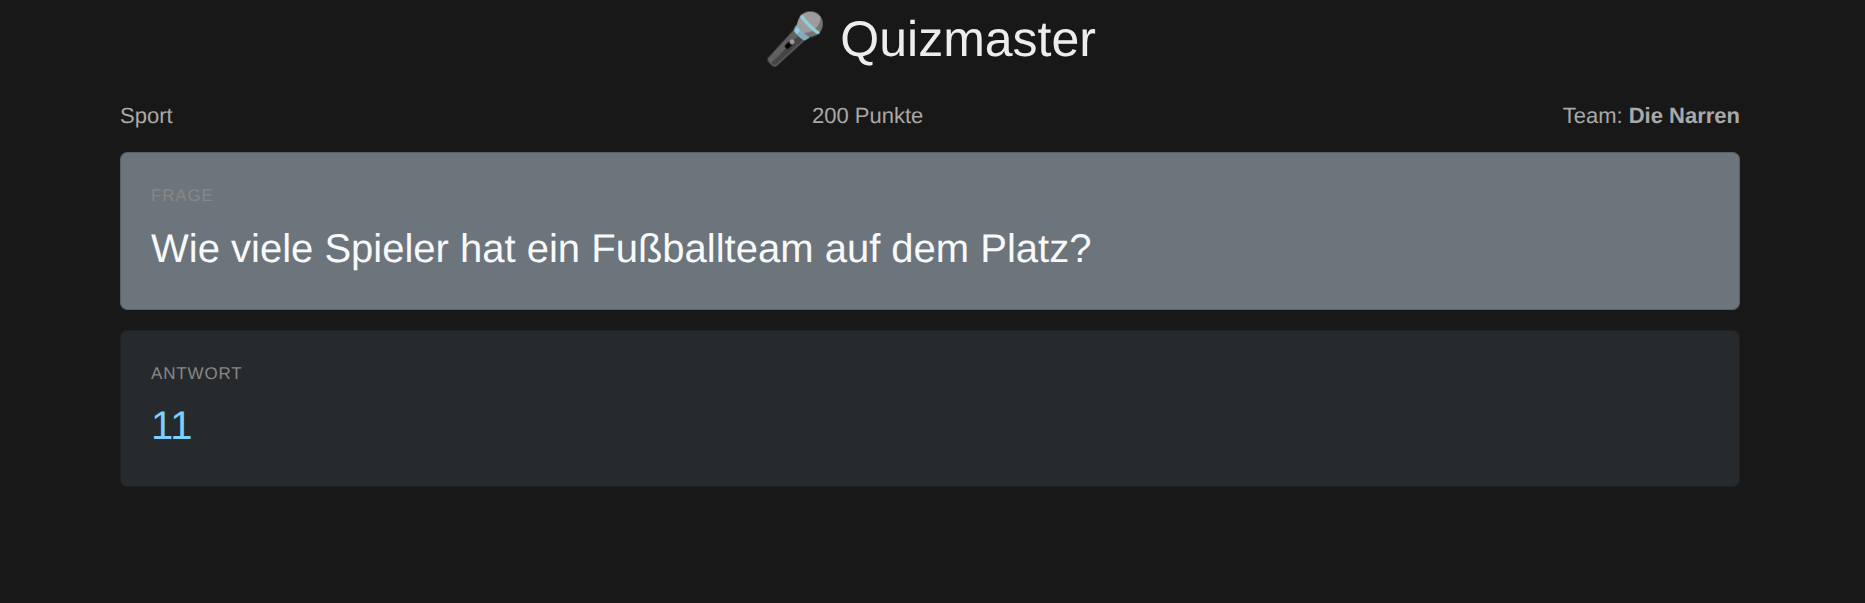 Quizmaster
Sport 200 Punkte Team: Die Narren
FRAGE
Wie viele Spieler hat ein Fußballteam auf dem Platz?
ANTWORT
11